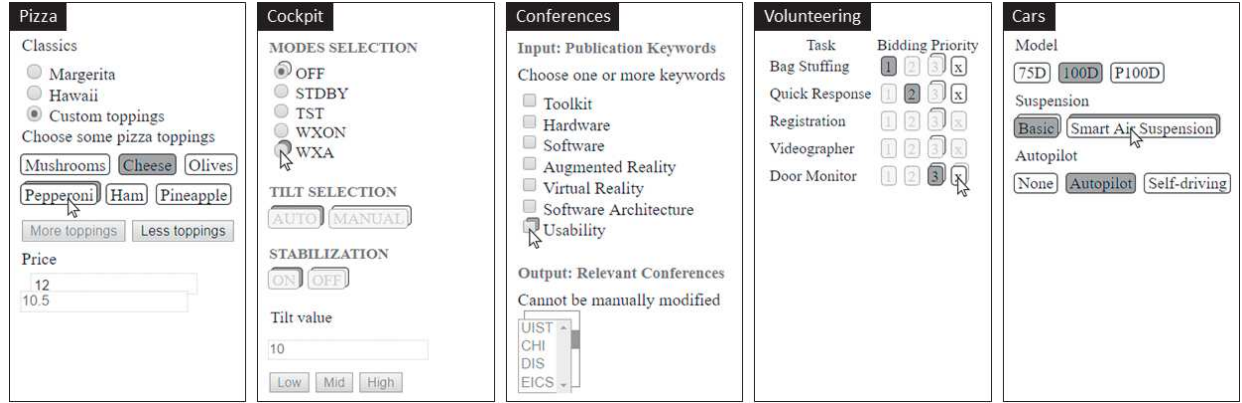 Pizza
Classics
Margerita
Hawaii
Custom toppings
Choose some pizza toppings
Mushrooms Cheese Olives
Pepperoni Ham Pineapple
More toppings Less toppings
Price
12
10.5
Cockpit
MODES SELECTION
OFF
STDBY
TST
WXON
WXA
TILT SELECTION
AUTO MANUAL
STABILIZATION
ON OFF
Tilt value
10
Low Mid High
Conferences
Input: Publication Keywords
Choose one or more keywords
Toolkit
Hardware
Software
Augmented Reality
Virtual Reality
Software Architecture
Usability
Output: Relevant Conferences
Cannot be manually modified
UIST
CHI
DIS
EICS
Volunteering
Task Bidding Priority
Bag Stuffing 1 2 3 x
Quick Response 1 2 3 x
Registration 1 2 3 x
Videographer 1 2 3 x
Door Monitor 1 2 3 x
Cars
Model
75D 100D P100D
Suspension
Basic Smart Air Suspension
Autopilot
None Autopilot Self-driving